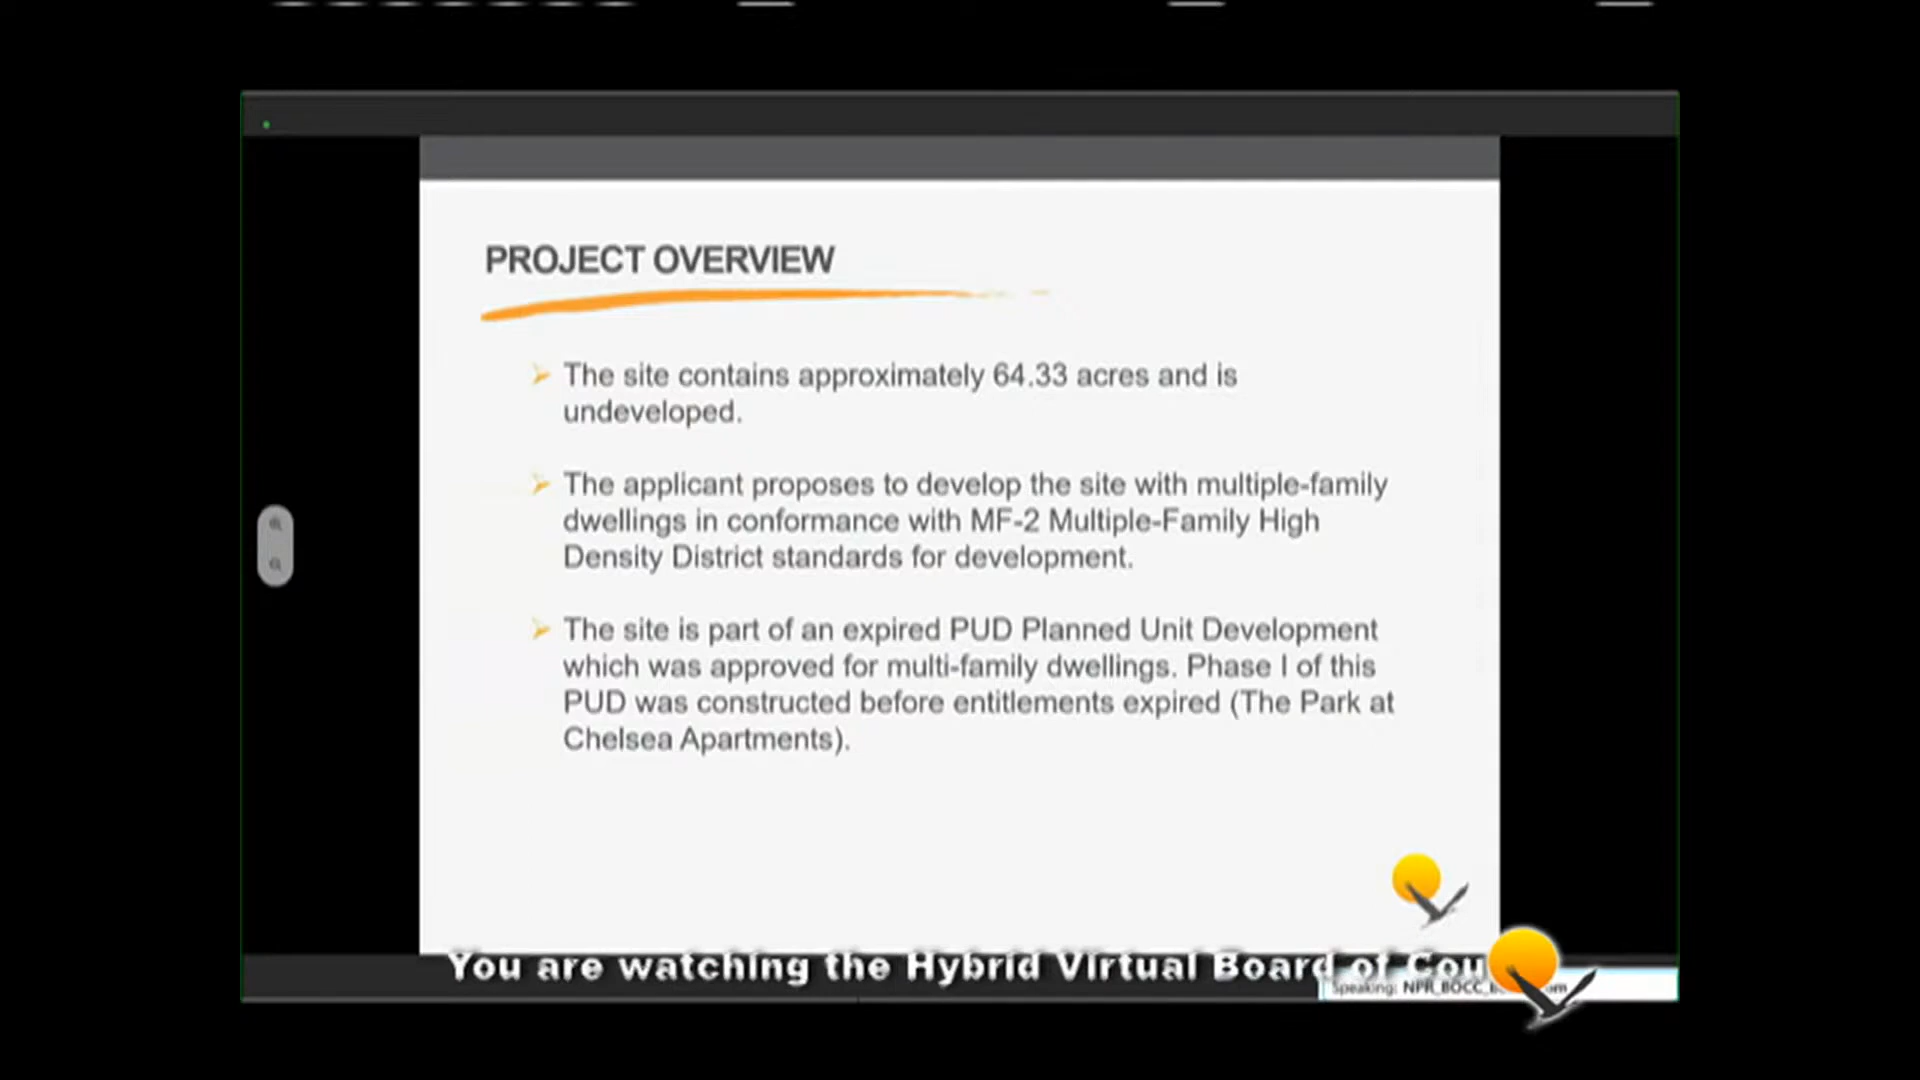 PROJECT OVERVIEW
The site contains approximately 64.33 acres and is
undeveloped.
The applicant proposes to develop the site with multiple-family
dwellings in conformance with MF-2 Multiple-Family High
Density District standards for development.
The site is part of an expired PUD Planned Unit Development
which was approved for multi-family dwellings. Phase I of this
PUD was constructed before entitlements expired (The Park at
Chelsea Apartments).
You are watching the Hybrid Virtual Board of Cou
Speaking: NPR_BOCC_